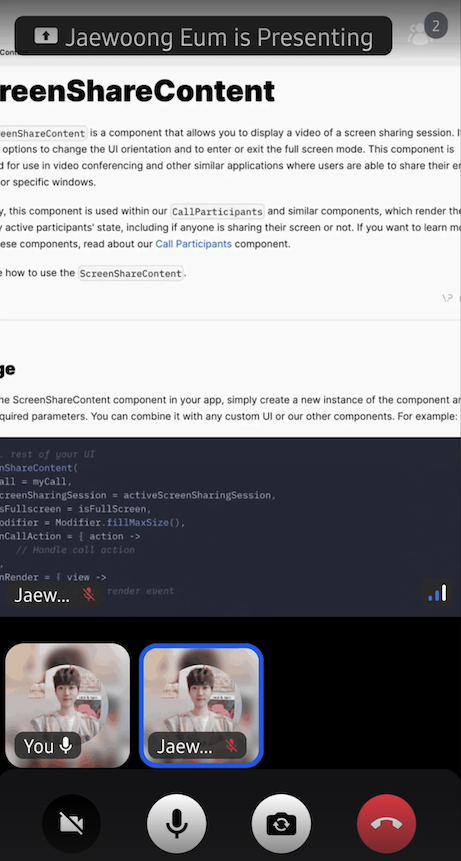 Jaewoong Eum is Presenting
2
reenShareContent
eenShareContent is a component that allows you to display a video of a screen sharing session. I
options to change the UI orientation and to enter or exit the full screen mode. This component is
d for use in video conferencing and other similar applications where users are able to share their e
or specific windows.
y, this component is used within our CallParticipants and similar components, which render the
y active participants' state, including if anyone is sharing their screen or not. If you want to learn m
ese components, read about our Call Participants component.
e how to use the ScreenShareContent.
ge
he ScreenShareContent component in your app, simply create a new instance of the component a
quired parameters. You can combine it with any custom UI or our other components. For example:
. rest of your UI
nShareContent(
all = myCall,
creenSharingSession = activeScreenSharingSession,
sFullscreen = isFullScreen,
odifier = Modifier.fillMaxSize(),
nCallAction = { action ->
// Handle call action
,
nRender = { view ->
render event
Jaew...
You
Jaew...